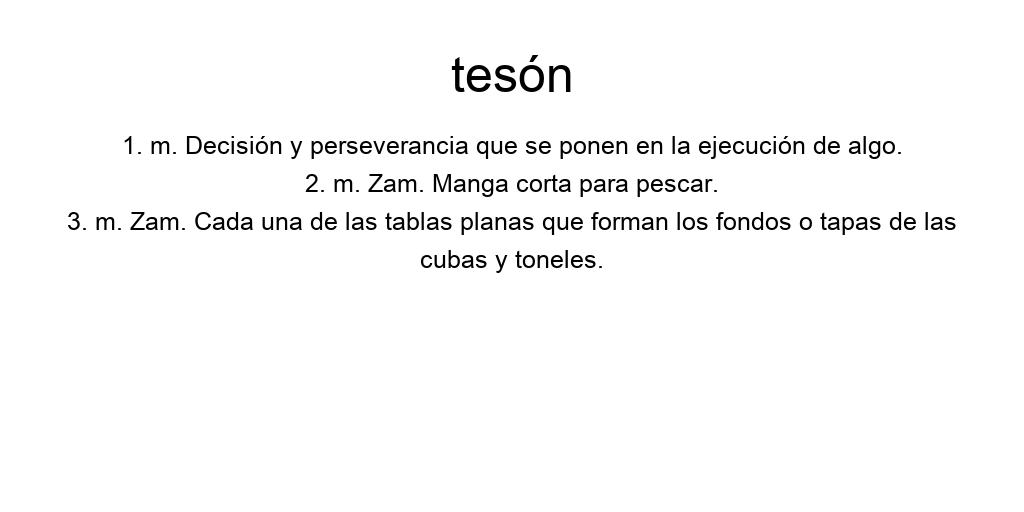 tesón
1. m. Decisión y perseverancia que se ponen en la ejecución de algo.
2. m. Zam. Manga corta para pescar.
3. m. Zam. Cada una de las tablas planas que forman los fondos o tapas de las
cubas y toneles.